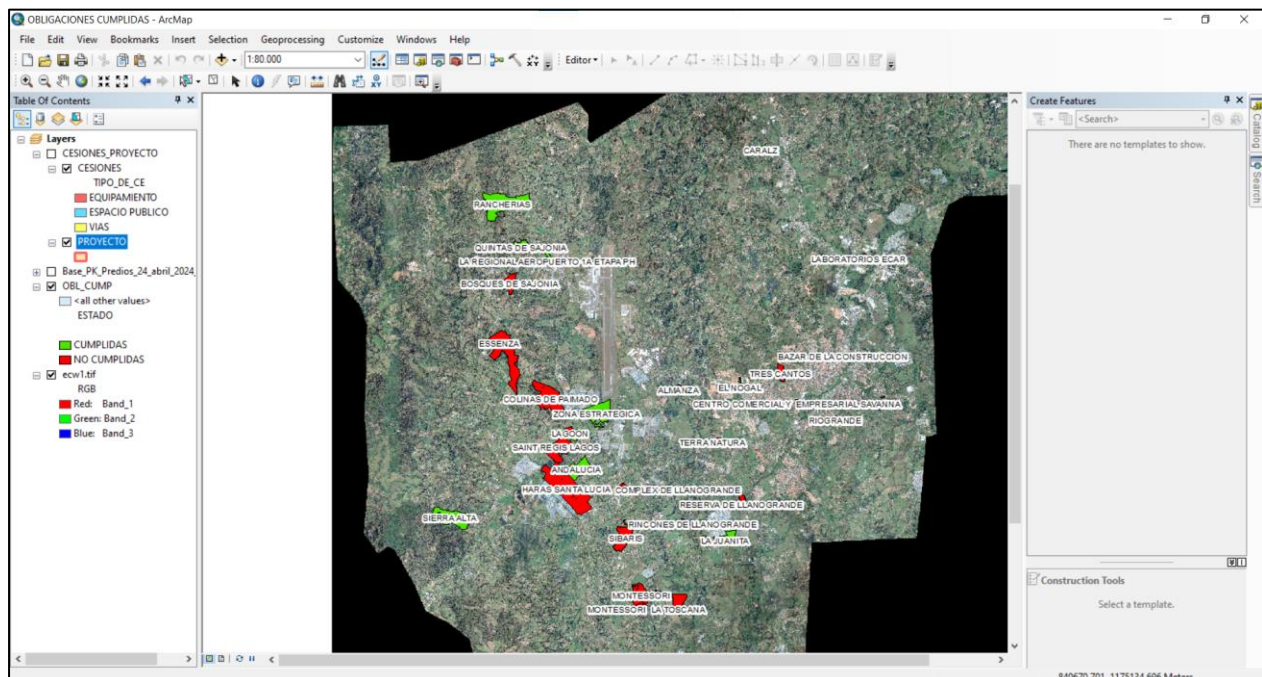 OBLIGACIONES CUMPLIDAS - ArcMap
File Edit View Bookmarks Insert Selection Geoprocessing Customize Windows Help
1:80.000
Editor
Table Of Contents
Layers
CESIONES_PROYECTO
CESIONES
TIPO_DE_CE
EQUIPAMIENTO
ESPACIO PUBLICO
VIAS
PROYECTO
Base_PK_Predios_24_abril_2024_
OBL_CUMP
<all other values>
ESTADO
CUMPLIDAS
NO CUMPLIDAS
ecw1.tif
RGB
Red: Band_1
Green: Band_2
Blue: Band_3
CARALZ
RANCHERIAS
QUINTAS DE SAJONIA
LA REGIONAL AEROPUERTO 1A ETAPA PH
LABORATORIOS ECAR
BOSQUES DE SAJONIA
ESSENZA
BAZAR DE LA CONSTRUCCION
TRES CANTOS
ALMANZA
EL NOGAL
COLINAS DE PAIMADO
CENTRO COMERCIAL Y EMPRESARIAL SAVANNA
ZONA ESTRATEGICA
RIOGRANDE
LAGOON
TERRA NATURA
SAINT REGIS LAGOS
ANDALUCIA
HARAS SANTA LUCIA
COMPLEX DE LLANOGRANDE
RESERVA DE LLANOGRANDE
SIERRA ALTA
RINCONES DE LLANOGRANDE
SIBARIS
LA JUANITA
MONTESSORI
MONTESSORI
LA TOSCANA
Create Features
<Search>
There are no templates to show.
Construction Tools
Select a template.
Catalog
Search
840670,701 1175134,696 Meters